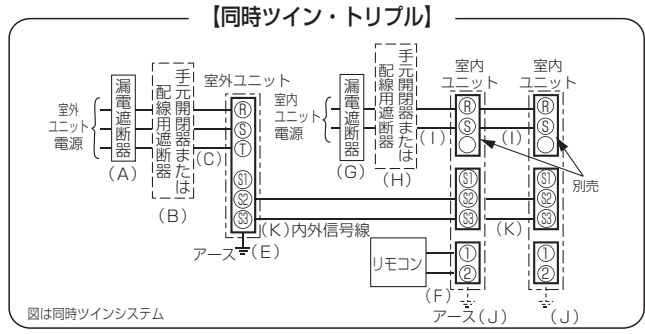 【同時ツイン・トリプル】
室外
ユニット
電源
漏電遮断器
(A)
手元開閉器または
配線用遮断器
(B)
(C)
室外ユニット
R
S
T
S1
S2
S3
アース
(E)
(K)内外信号線
室内
ユニット
電源
漏電遮断器
(G)
手元開閉器または
配線用遮断器
(H)
(I)
室内
ユニット
R
S
S1
S2
S3
①
②
(I)
(K)
室内
ユニット
R
S
S1
S2
S3
①
②
別売
リモコン
(F)
アース(J)
(J)
図は同時ツインシステム